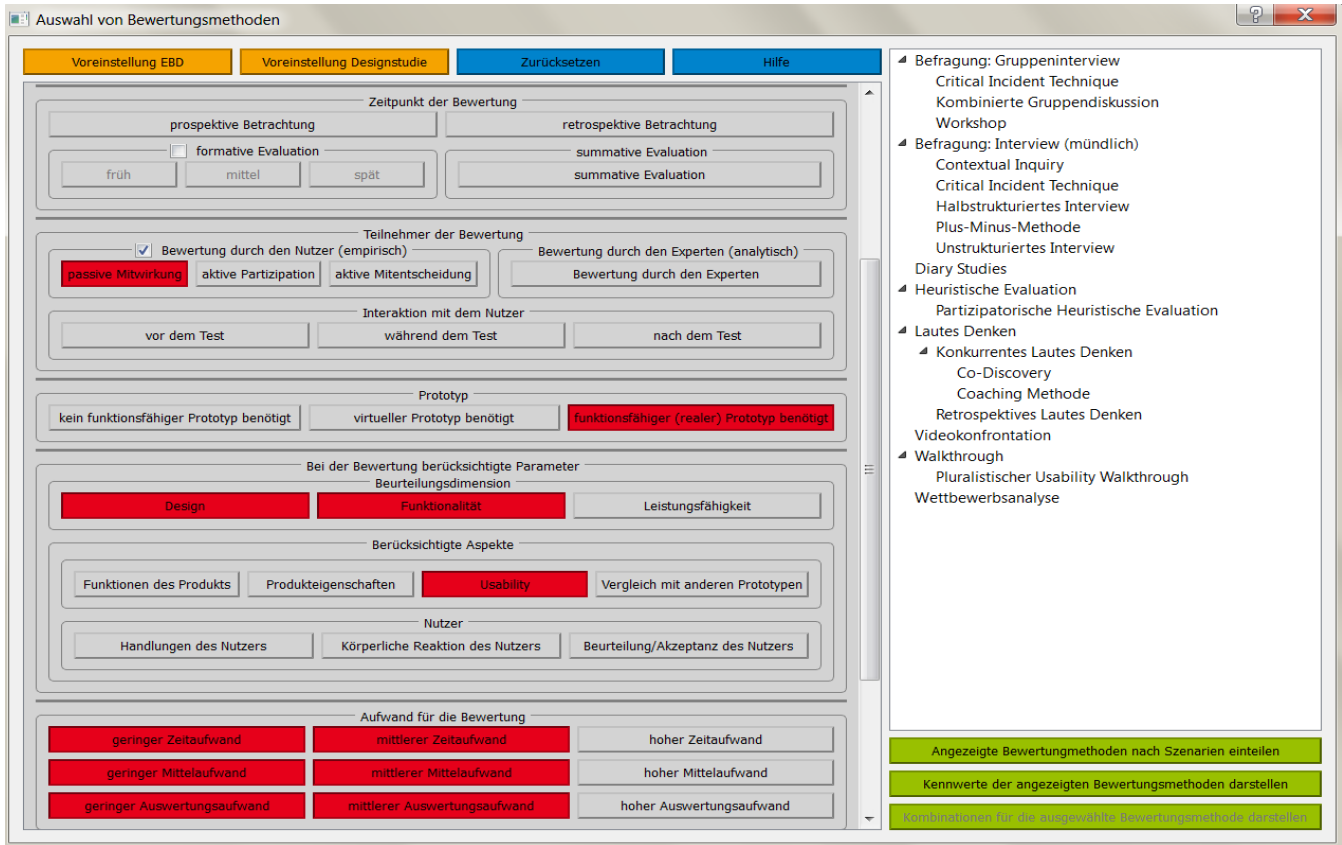 Auswahl von Bewertungsmethoden
Voreinstellung EBD
Voreinstellung Designstudie
Zurücksetzen
Hilfe
Zeitpunkt der Bewertung
prospektive Betrachtung
retrospektive Betrachtung
formative Evaluation
summative Evaluation
früh
mittel
spät
summative Evaluation
Teilnehmer der Bewertung
Bewertung durch den Nutzer (empirisch)
Bewertung durch den Experten (analytisch)
passive Mitwirkung
aktive Partizipation
aktive Mitentscheidung
Bewertung durch den Experten
Interaktion mit dem Nutzer
vor dem Test
während dem Test
nach dem Test
Prototyp
kein funktionsfähiger Prototyp benötigt
virtueller Prototyp benötigt
funktionsfähiger (realer) Prototyp benötigt
Bei der Bewertung berücksichtigte Parameter
Beurteilungsdimension
Design
Funktionalität
Leistungsfähigkeit
Berücksichtigte Aspekte
Funktionen des Produkts
Produkteigenschaften
Usability
Vergleich mit anderen Prototypen
Nutzer
Handlungen des Nutzers
Körperliche Reaktion des Nutzers
Beurteilung/Akzeptanz des Nutzers
Aufwand für die Bewertung
geringer Zeitaufwand
mittlerer Zeitaufwand
hoher Zeitaufwand
geringer Mittelaufwand
mittlerer Mittelaufwand
hoher Mittelaufwand
geringer Auswertungsaufwand
mittlerer Auswertungsaufwand
hoher Auswertungsaufwand
Befragung: Gruppeninterview
Critical Incident Technique
Kombinierte Gruppendiskussion
Workshop
Befragung: Interview (mündlich)
Contextual Inquiry
Critical Incident Technique
Halbstrukturiertes Interview
Plus-Minus-Methode
Unstrukturiertes Interview
Diary Studies
Heuristische Evaluation
Partizipatorische Heuristische Evaluation
Lautes Denken
Konkurrentes Lautes Denken
Co-Discovery
Coaching Methode
Retrospektives Lautes Denken
Videokonfrontation
Walkthrough
Pluralistischer Usability Walkthrough
Wettbewerbsanalyse
Angezeigte Bewertungmethoden nach Szenarien einteilen
Kennwerte der angezeigten Bewertungsmethoden darstellen
Kombinationen für die ausgewählte Bewertungsmethode darstellen